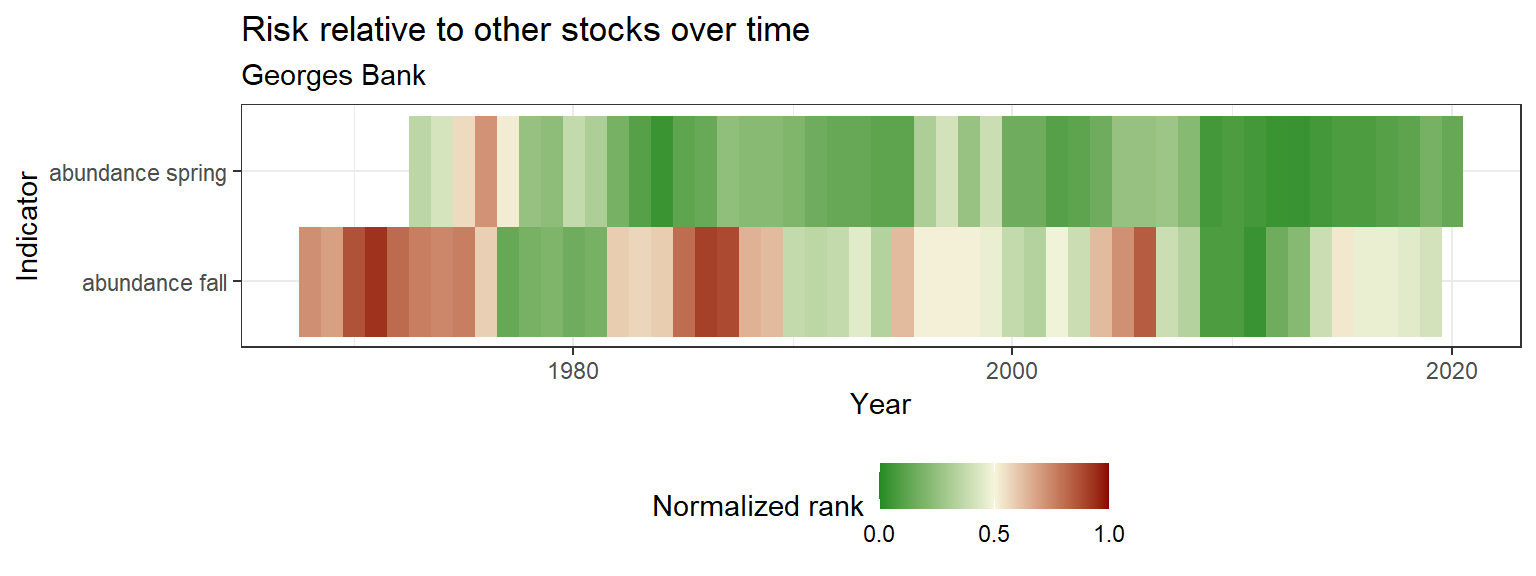 Risk relative to other stocks over time
Georges Bank
Indicator
abundance spring
abundance fall
1980 2000 2020
Year
Normalized rank
0.0 0.5 1.0